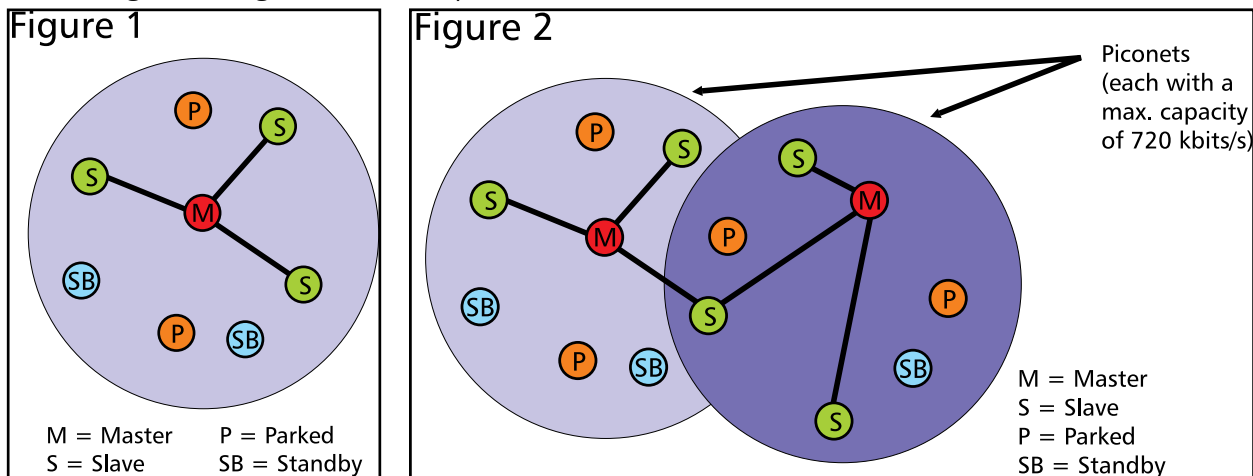 Figure 1
P
S
S
M
S
SB
P
SB
M = Master P = Parked
S = Slave SB = Standby
Figure 2
Piconets
(each with a
max. capacity
of 720 kbits/s)
P
S
S
S
M
M
P
SB
S
P
P
SB
SB
S
M = Master
S = Slave
P = Parked
SB = Standby